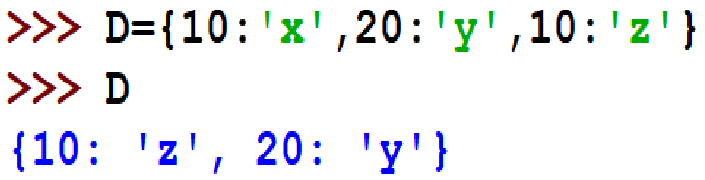 >>> D={10:'x',20:'y',10:'z'}
>>> D
{10: 'z', 20: 'y'}